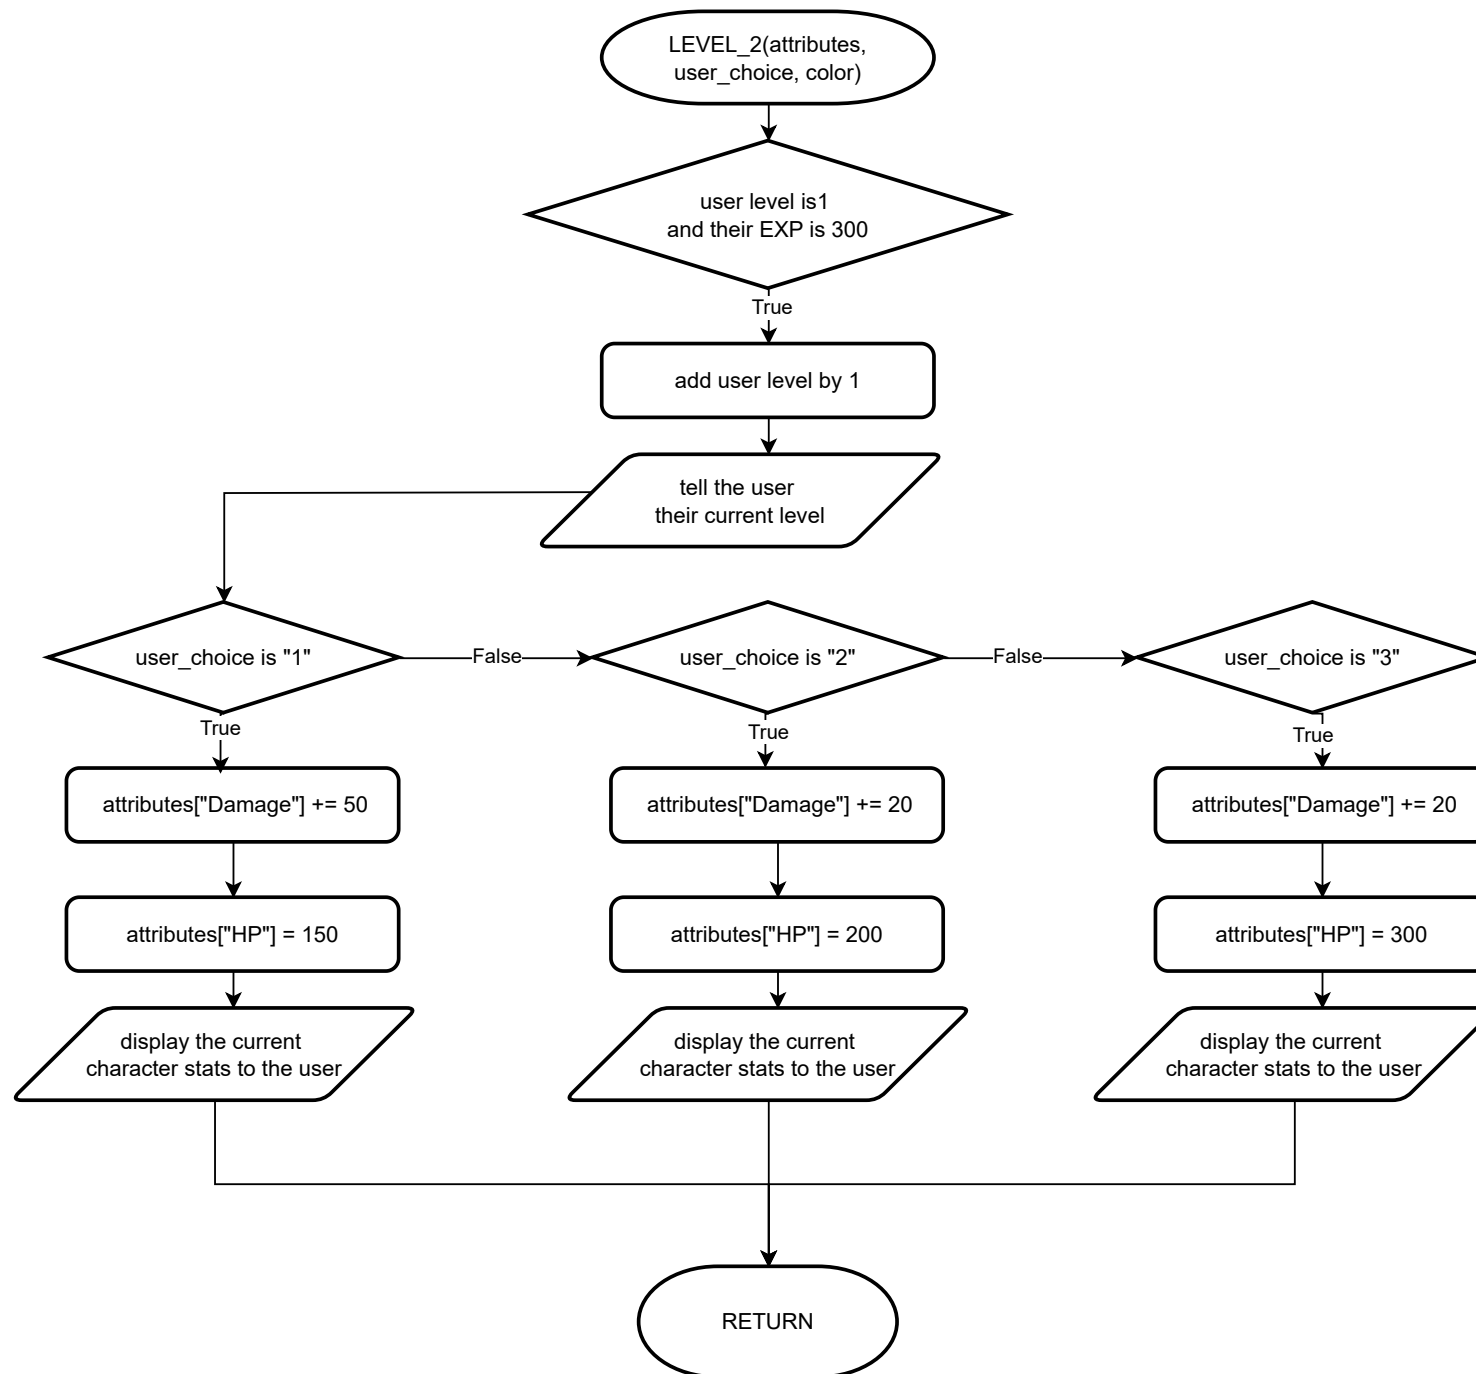 LEVEL_2(attributes,
user_choice, color)
user level is1
and their EXP is 300
True
add user level by 1
tell the user
their current level
user_choice is "1"
False
user_choice is "2"
False
user_choice is "3"
True
True
True
attributes["Damage"] += 50
attributes["Damage"] += 20
attributes["Damage"] += 20
attributes["HP"] = 150
attributes["HP"] = 200
attributes["HP"] = 300
display the current
character stats to the user
display the current
character stats to the user
display the current
character stats to the user
RETURN